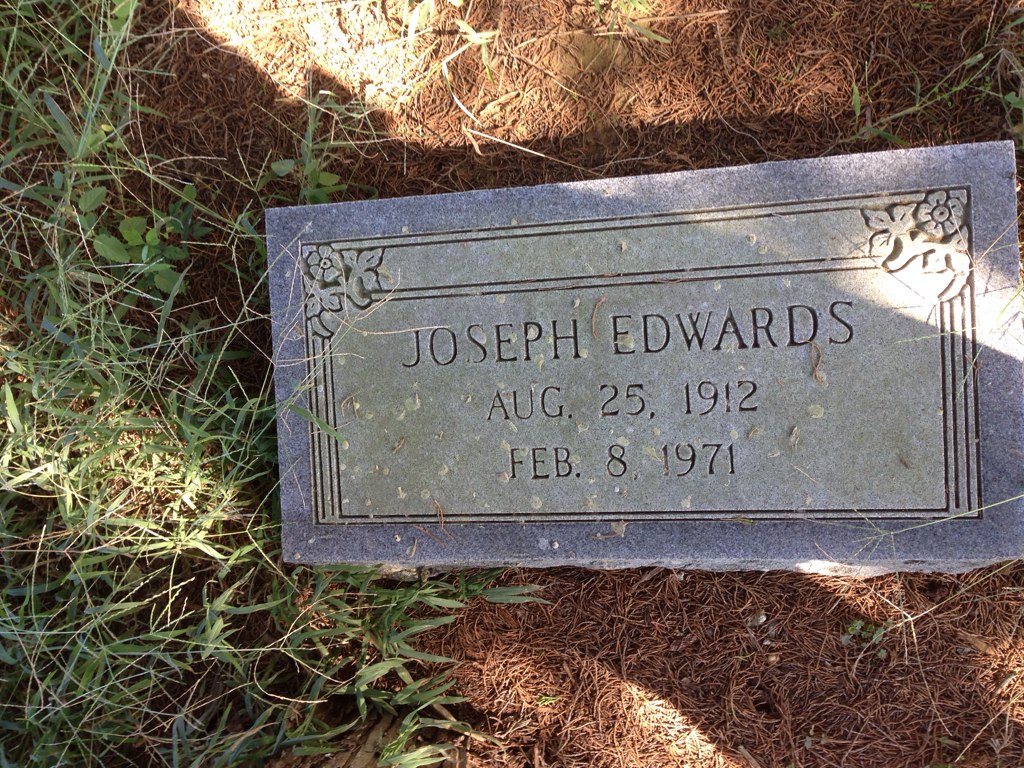 JOSEPH EDWARDS
AUG. 25, 1912
FEB. 8, 1971